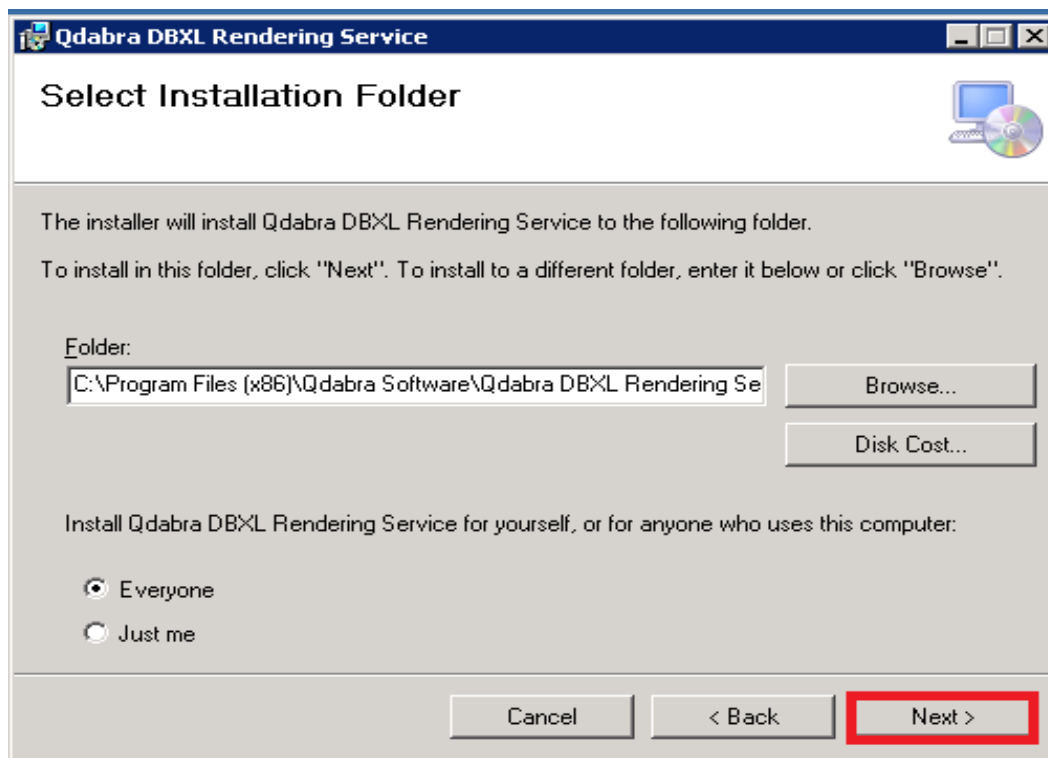 Qdabra DBXL Rendering Service
Select Installation Folder
The installer will install Qdabra DBXL Rendering Service to the following folder.
To install in this folder, click "Next". To install to a different folder, enter it below or click "Browse".
Folder:
C:\Program Files (x86)\Qdabra Software\Qdabra DBXL Rendering Se
Browse...
Disk Cost...
Install Qdabra DBXL Rendering Service for yourself, or for anyone who uses this computer:
Everyone
Just me
Cancel
< Back
Next >